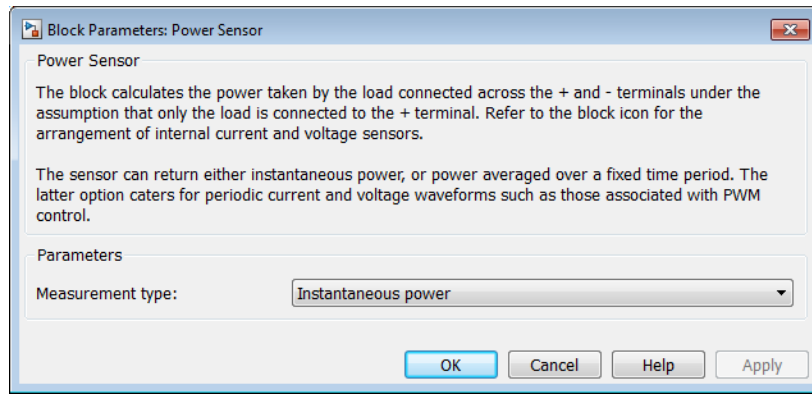 Block Parameters: Power Sensor
Power Sensor
The block calculates the power taken by the load connected across the + and - terminals under the
assumption that only the load is connected to the + terminal. Refer to the block icon for the
arrangement of internal current and voltage sensors.
The sensor can return either instantaneous power, or power averaged over a fixed time period. The
latter option caters for periodic current and voltage waveforms such as those associated with PWM
control.
Parameters
Measurement type: Instantaneous power
OK Cancel Help Apply